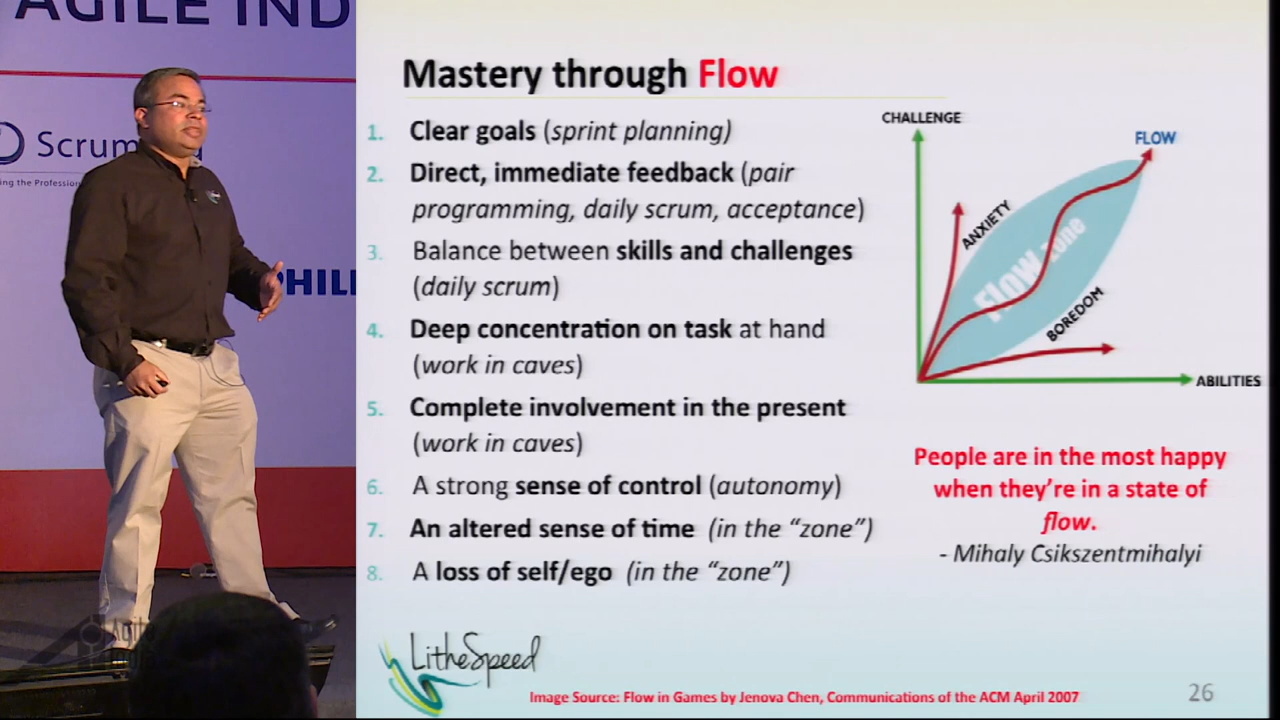 AGILE IND
Scrum
ng the Profession
PHILI
Mastery through Flow
1. Clear goals (sprint planning)
2. Direct, immediate feedback (pair
programming, daily scrum, acceptance)
3. Balance between skills and challenges
(daily scrum)
4. Deep concentration on task at hand
(work in caves)
5. Complete involvement in the present
(work in caves)
6. A strong sense of control (autonomy)
7. An altered sense of time (in the “zone”)
8. A loss of self/ego (in the “zone”)
CHALLENGE
FLOW
ANXIETY
Flow zone
BOREDOM
ABILITIES
People are in the most happy
when they’re in a state of
flow.
- Mihaly Csikszentmihalyi
LitheSpeed
Image Source: Flow in Games by Jenova Chen, Communications of the ACM April 2007
26
Agile